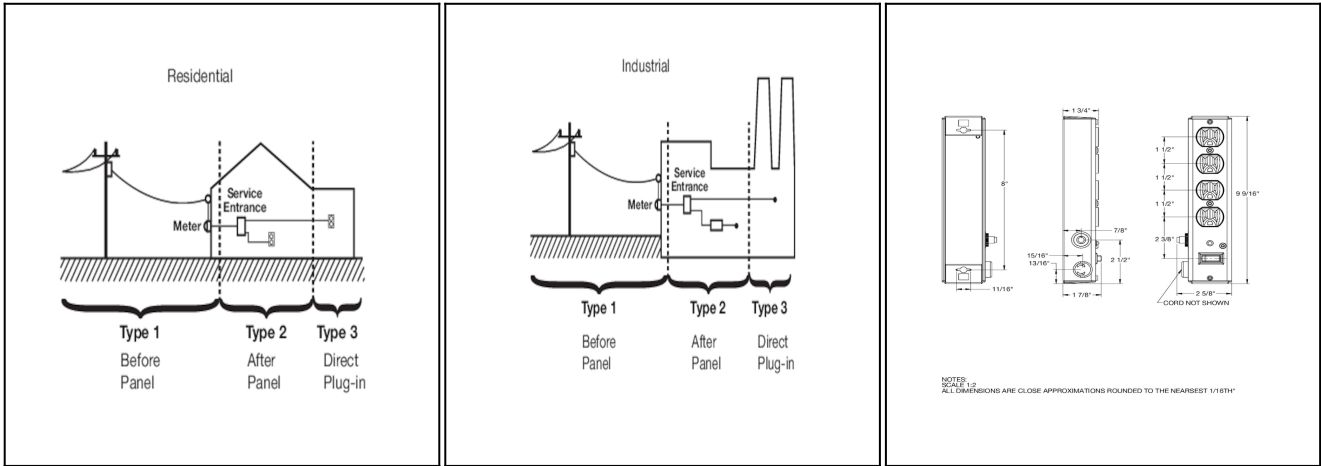 Residential
Service
Entrance
Meter
Type 1
Type 2
Type 3
Before
Panel
After
Panel
Direct
Plug-in
Industrial
Service
Entrance
Meter
Type 1
Type 2
Type 3
Before
Panel
After
Panel
Direct
Plug-in
1 3/4"
8"
11/16"
7/8"
15/16"
13/16"
2 1/2"
1 7/8"
1 1/2"
1 1/2"
1 1/2"
2 3/8"
9 9/16"
2 5/8"
CORD NOT SHOWN
NOTES:
SCALE 1:2
ALL DIMENSIONS ARE CLOSE APPROXIMATIONS ROUNDED TO THE NEARSEST 1/16TH"